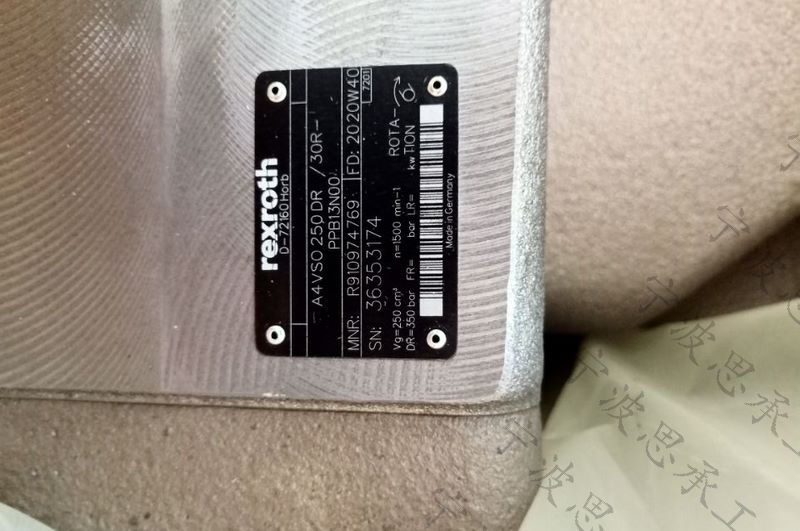 rexroth
D-72160 Horb
A4VSO 250 DR /30R-
PPB13N00
MNR: R910974769 FD: 2020W40
7201
SN: 36353174
Vg=250 cm³ n=1500 min-1 kw
DR=350 bar FR= bar LR=
ROTA-
TION
Made in Germany
宁波思承工
宁波思承工
宁波